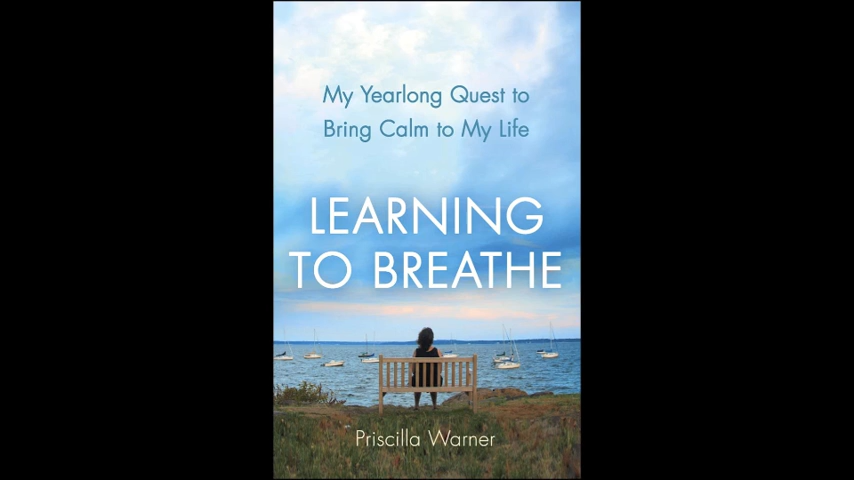 My Yearlong Quest to
Bring Calm to My Life
LEARNING
TO BREATHE
Priscilla Warner